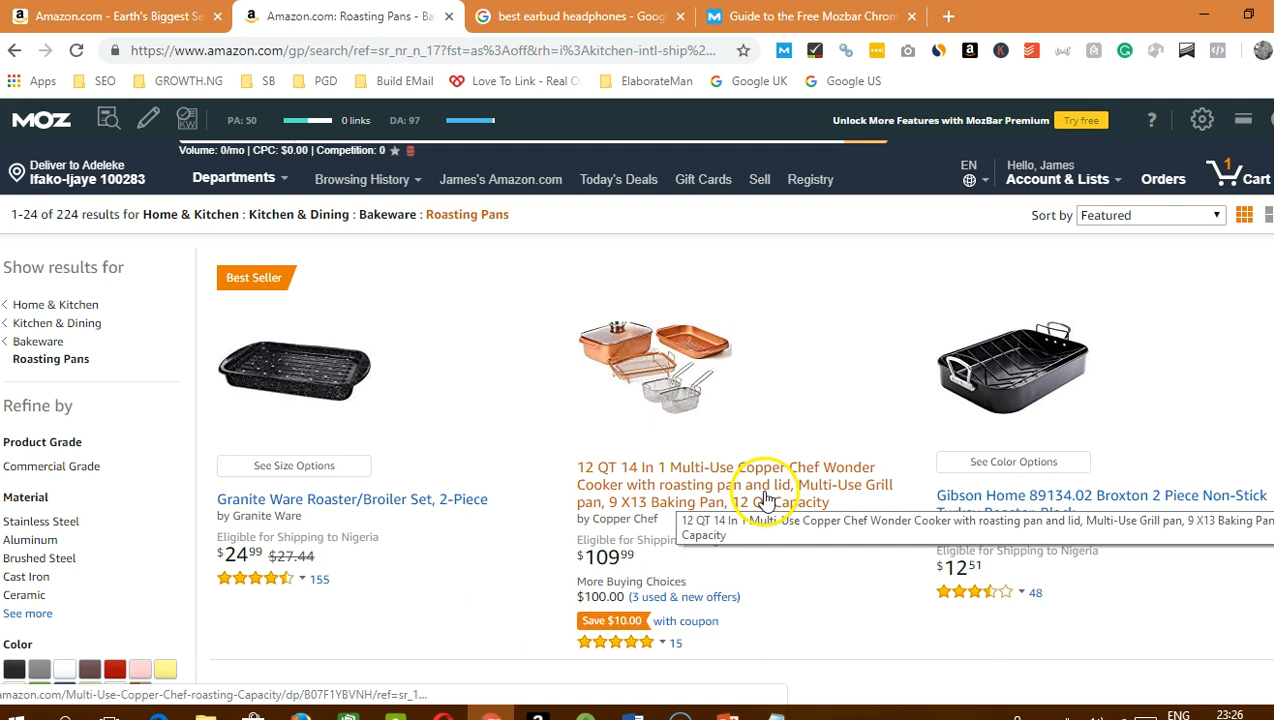 Amazon.com - Earth's Biggest Se
Amazon.com: Roasting Pans - Ba
best earbud headphones - Goog
Guide to the Free Mozbar Chrom
https://www.amazon.com/gp/search/ref=sr_nr_n_17?fst=as%3Aoff&rh=i%3Akitchen-intl-ship%...
Apps
SEO
GROWTH.NG
SB
PGD
Build EMail
Love To Link - Real O
ElaborateMan
Google UK
Google US
MOZ
KW
PA: 50
0 links
DA: 97
Unlock More Features with MozBar Premium
Try free
?
Volume: 0/mo | CPC: $0.00 | Competition: 0
Deliver to Adeleke
Ifako-Ijaye 100283
Departments
Browsing History
James's Amazon.com
Today's Deals
Gift Cards
Sell
Registry
EN
Hello, James
Account & Lists
Orders
1
Cart
1-24 of 224 results for Home & Kitchen : Kitchen & Dining : Bakeware : Roasting Pans
Sort by
Featured
Show results for
Home & Kitchen
Kitchen & Dining
Bakeware
Roasting Pans
Refine by
Product Grade
Commercial Grade
Material
Stainless Steel
Aluminum
Brushed Steel
Cast Iron
Ceramic
See more
Color
Best Seller
See Size Options
Granite Ware Roaster/Broiler Set, 2-Piece
by Granite Ware
Eligible for Shipping to Nigeria
$24.99 $27.44
155
12 QT 14 In 1 Multi-Use Copper Chef Wonder
Cooker with roasting pan and lid, Multi-Use Grill
pan, 9 X13 Baking Pan, 12 QT Capacity
by Copper Chef
12 QT 14 In 1 Multi-Use Copper Chef Wonder Cooker with roasting pan and lid, Multi-Use Grill pan, 9 X13 Baking Pan
Capacity
Eligible for Shipping
$109.99
More Buying Choices
$100.00 (3 used & new offers)
Save $10.00 with coupon
15
See Color Options
Gibson Home 89134.02 Broxton 2 Piece Non-Stick
Eligible for Shipping to Nigeria
$12.51
48
amazon.com/Multi-Use-Copper-Chef-roasting-Capacity/dp/B07F1YBVNH/ref=sr_1...
ENG
23:26